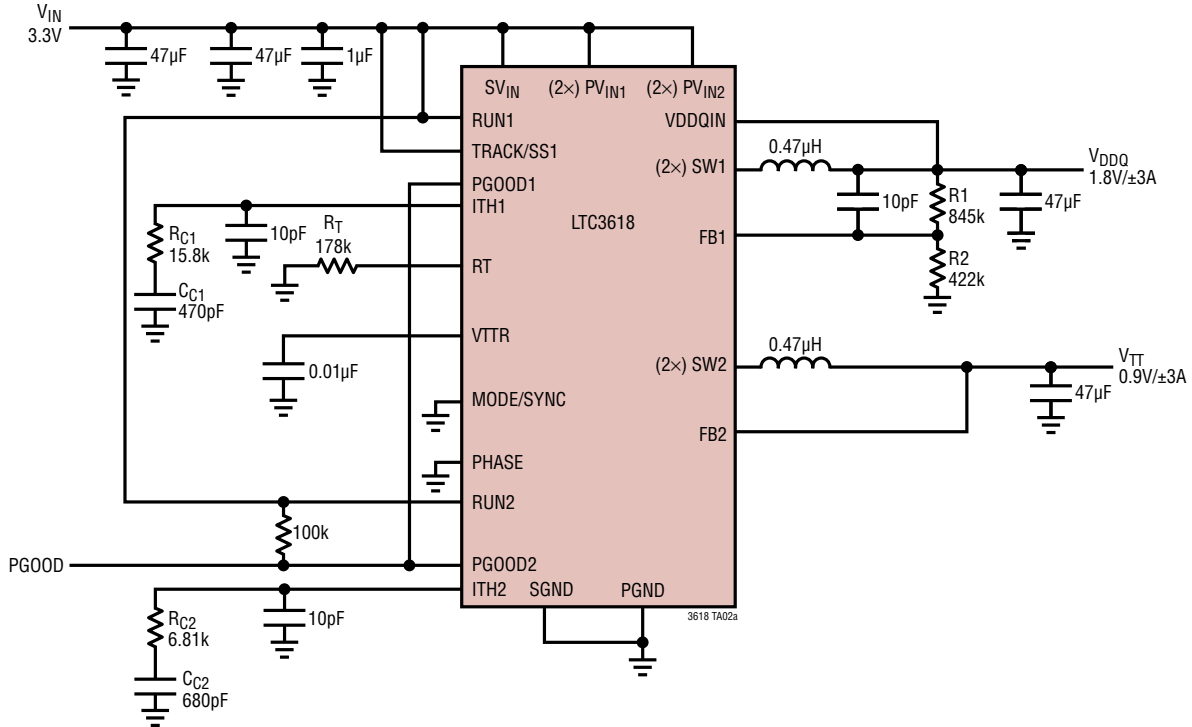 VIN
3.3V
47µF
47µF
1µF
SVIN
(2×) PVIN1
(2×) PVIN2
RUN1
VDDQIN
TRACK/SS1
0.47µH
VDDQ
1.8V/±3A
(2×) SW1
PGOOD1
ITH1
10pF
R1
845k
47µF
RC1
15.8k
10pF
RT
178k
LTC3618
FB1
RT
R2
422k
CC1
470pF
VTTR
0.47µH
VTT
0.9V/±3A
(2×) SW2
0.01µF
47µF
MODE/SYNC
FB2
PHASE
RUN2
100k
PGOOD
PGOOD2
ITH2
SGND
PGND
3618 TA02a
RC2
6.81k
10pF
CC2
680pF